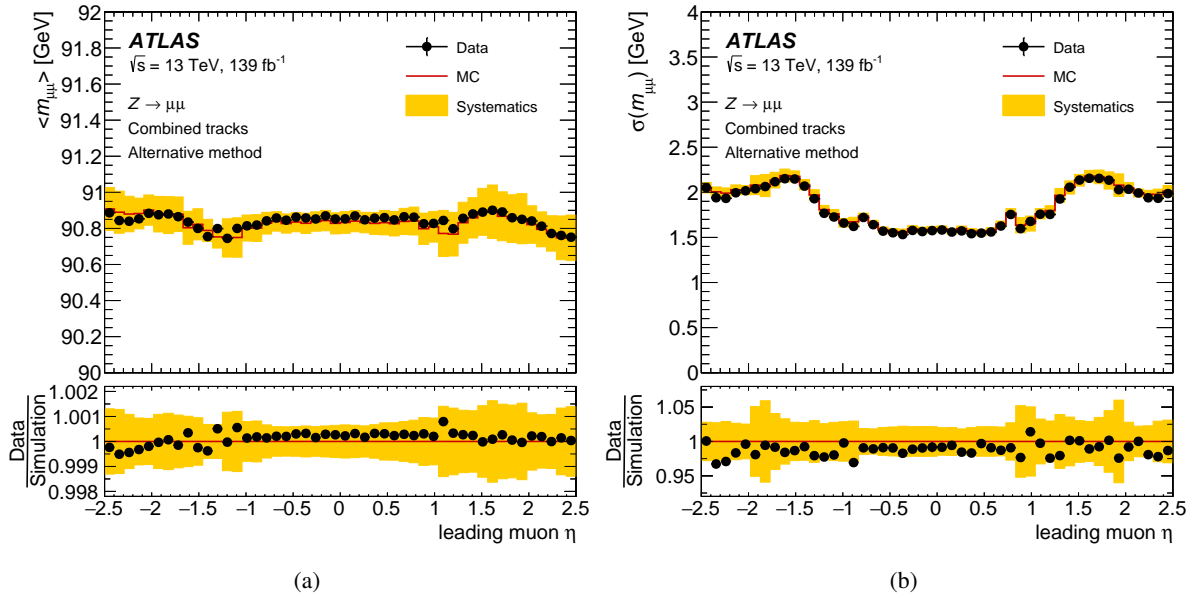 92
91.8
91.6
91.4
91.2
91
90.8
90.6
90.4
90.2
90
<m_μμ> [GeV]
ATLAS
√s = 13 TeV, 139 fb⁻¹
Z → μμ
Combined tracks
Alternative method
Data
MC
Systematics
1.002
1.001
1
0.999
0.998
Data
Simulation
−2.5 −2 −1.5 −1 −0.5 0 0.5 1 1.5 2 2.5
leading muon η
(a)
4
3.5
3
2.5
2
1.5
1
0.5
0
σ(m_μμ) [GeV]
ATLAS
√s = 13 TeV, 139 fb⁻¹
Z → μμ
Combined tracks
Alternative method
Data
MC
Systematics
1.05
1
0.95
Data
Simulation
−2.5 −2 −1.5 −1 −0.5 0 0.5 1 1.5 2 2.5
leading muon η
(b)